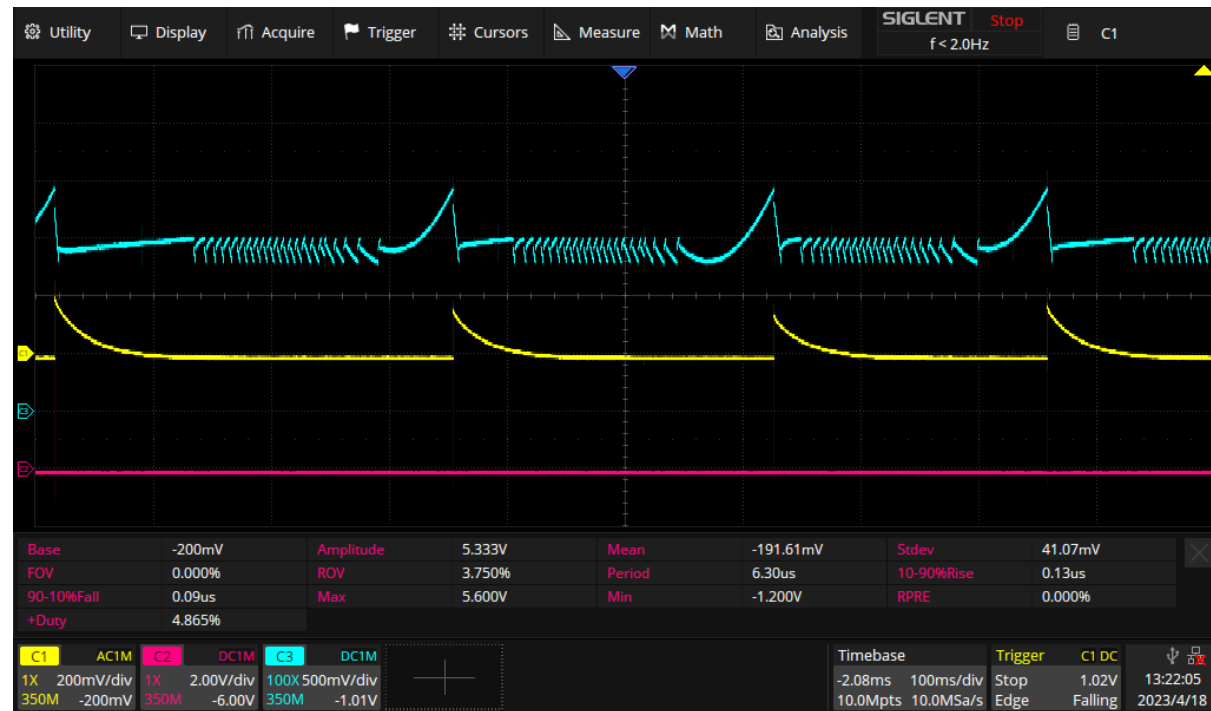 Utility Display Acquire Trigger Cursors Measure Math Analysis SIGLENT Stop C1
f < 2.0Hz
C1
C3
C2
Base -200mV Amplitude 5.333V Mean -191.61mV Stdev 41.07mV
FOV 0.000% ROV 3.750% Period 6.30us 10-90%Rise 0.13us
90-10%Fall 0.09us Max 5.600V Min -1.200V RPRE 0.000%
+Duty 4.865%
C1 AC1M C2 DC1M C3 DC1M Timebase Trigger C1 DC
1X 200mV/div 1X 2.00V/div 100X 500mV/div -2.08ms 100ms/div Stop 1.02V 13:22:05
350M -200mV 350M -6.00V 350M -1.01V 10.0Mpts 10.0MSa/s Edge Falling 2023/4/18